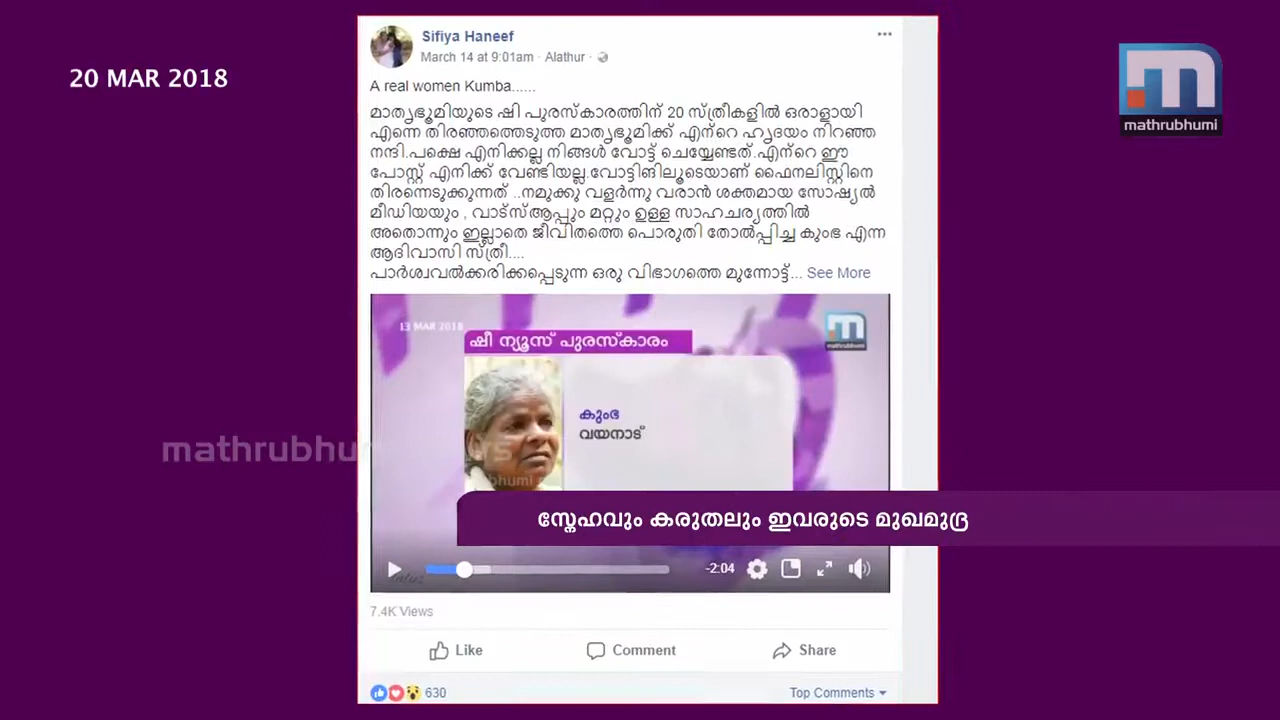 Sifiya Haneef
March 14 at 9:01am · Alathur ·
20 MAR 2018
mathrubhumi
A real women Kumba......
മാതൃഭൂമിയുടെ ഷി പുരസ്കാരത്തിന് 20 സ്ത്രീകളിൽ ഒരാളായി
എന്നെ തിരഞ്ഞത്തെടുത്ത മാതൃഭൂമിക്ക് എന്റെ ഹൃദയം നിറഞ്ഞ
നന്ദി.പക്ഷെ എനിക്കല്ല നിങ്ങൾ വോട്ട് ചെയ്യേണ്ടത്.എന്റെ ഈ
പോസ്റ്റ് എനിക്ക് വേണ്ടിയല്ല.വോട്ടിങിലൂടെയാണ് ഫൈനലിസ്റ്റിനെ
തിരന്നെടുക്കുന്നത് ..നമുക്കു വളർന്നു വരാൻ ശക്തമായ സോഷ്യൽ
മീഡിയയും , വാട്സ്ആപ്പും മറ്റും ഉള്ള സാഹചര്യത്തിൽ
അതൊന്നും ഇല്ലാതെ ജീവിതത്തെ പൊരുതി തോൽപ്പിച്ച കുംഭ എന്ന
ആദിവാസി സ്ത്രീ....
പാർശ്വവൽക്കരിക്കപ്പെടുന്ന ഒരു വിഭാഗത്തെ മുന്നോട്ട്... See More
13 MAR 2018
mathrubhumi
ഷീ ന്യൂസ് പുരസ്കാരം
കുംഭ
വയനാട്
സ്നേഹവും കരുതലും ഇവരുടെ മുഖമുദ്ര
-2:04
7.4K Views
Like Comment Share
630 Top Comments